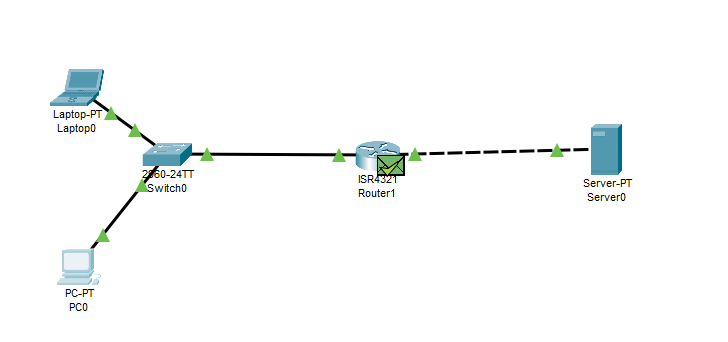 Laptop-PT
Laptop0
2960-24TT
Switch0
ISR4321
Router1
Server-PT
Server0
PC-PT
PC0